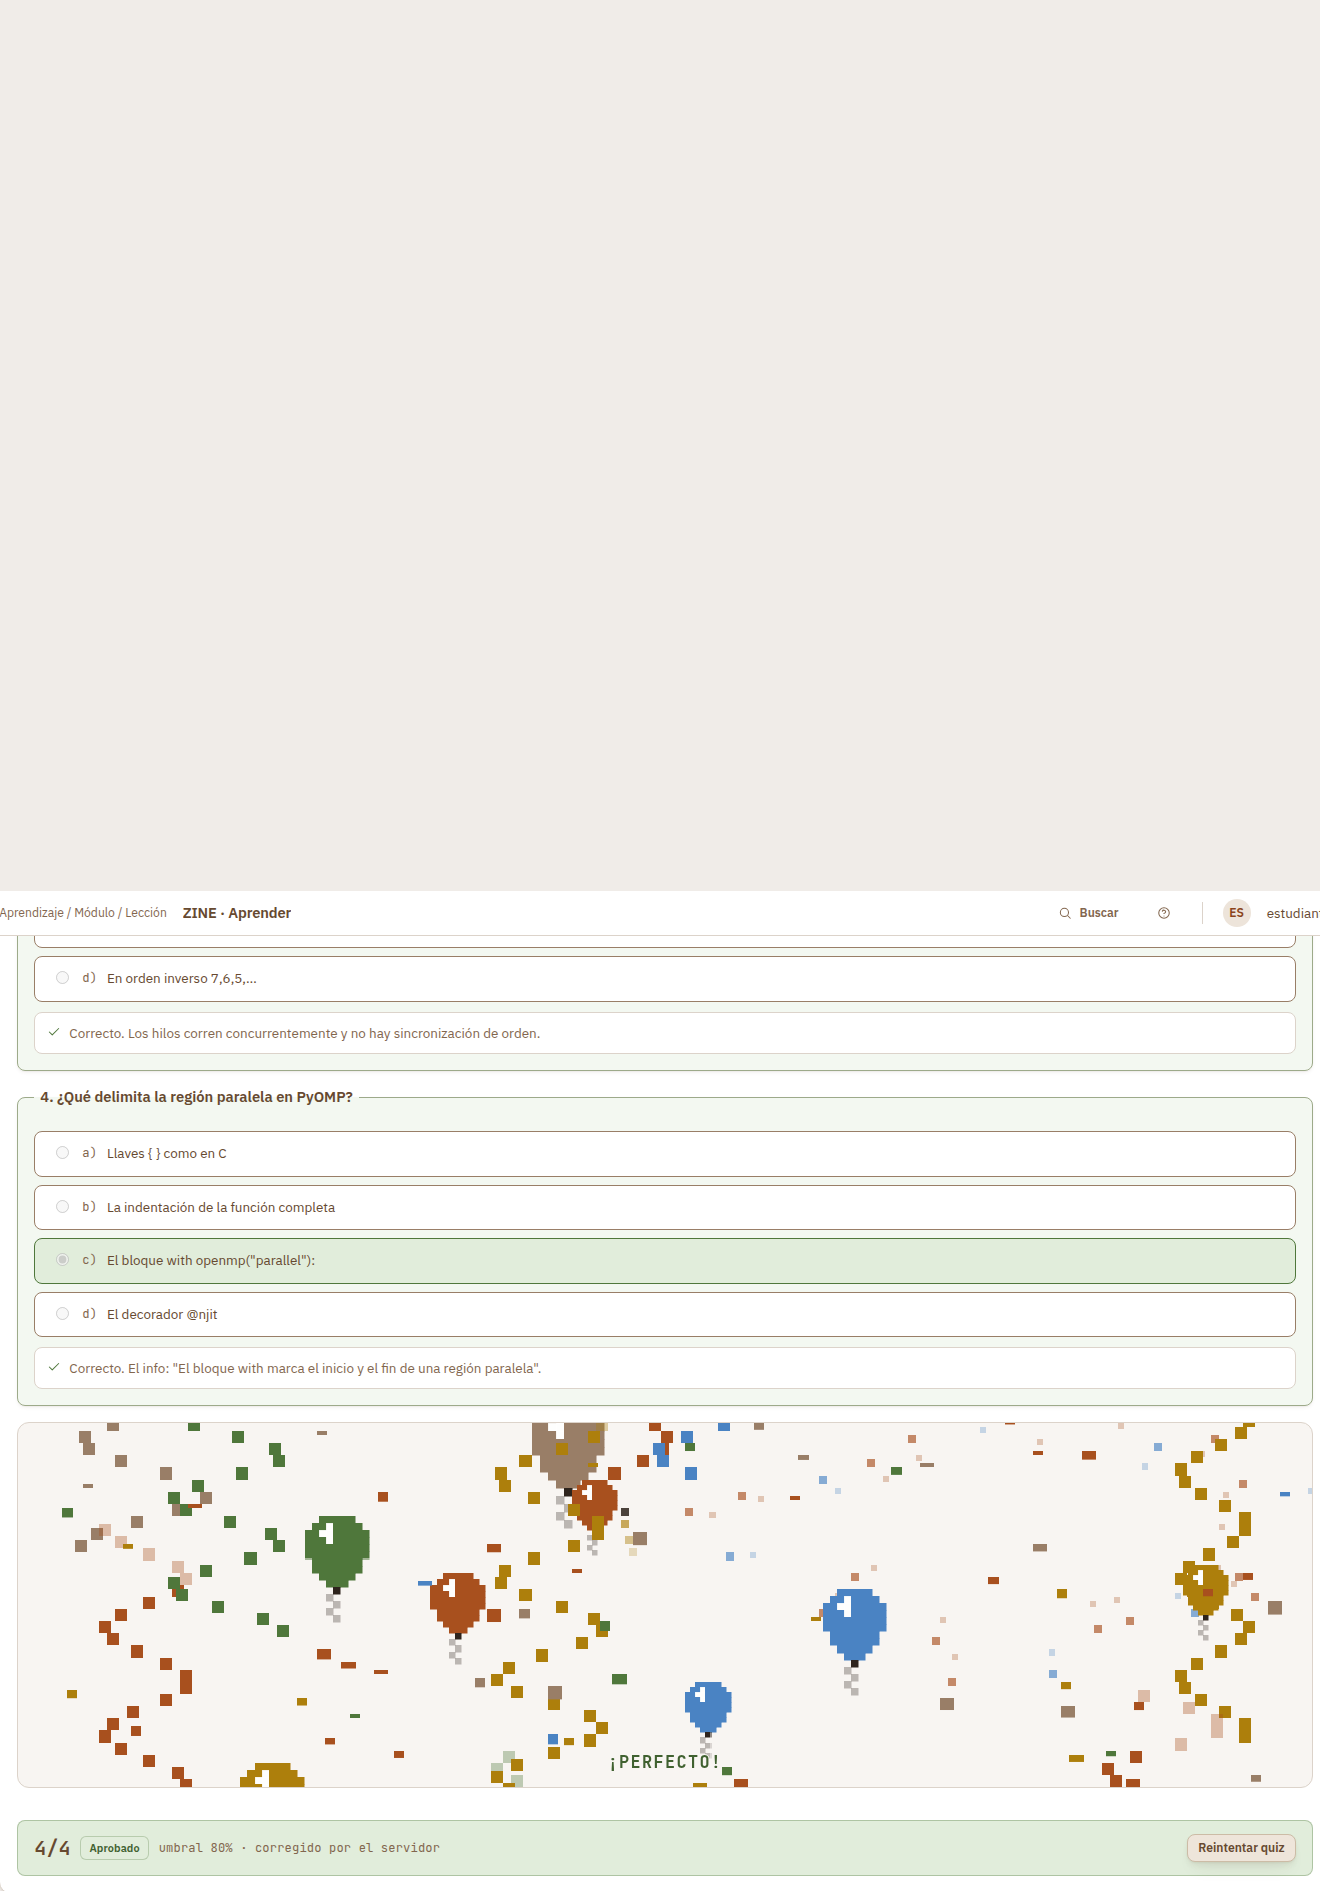 Aprendizaje / Módulo / Lección ZINE · Aprender Buscar ES estudian
d) En orden inverso 7,6,5,...
Correcto. Los hilos corren concurrentemente y no hay sincronización de orden.
4. ¿Qué delimita la región paralela en PyOMP?
a) Llaves { } como en C
b) La indentación de la función completa
c) El bloque with openmp("parallel"):
d) El decorador @njit
Correcto. El info: "El bloque with marca el inicio y el fin de una región paralela".
¡PERFECTO!
4/4 Aprobado umbral 80% · corregido por el servidor Reintentar quiz